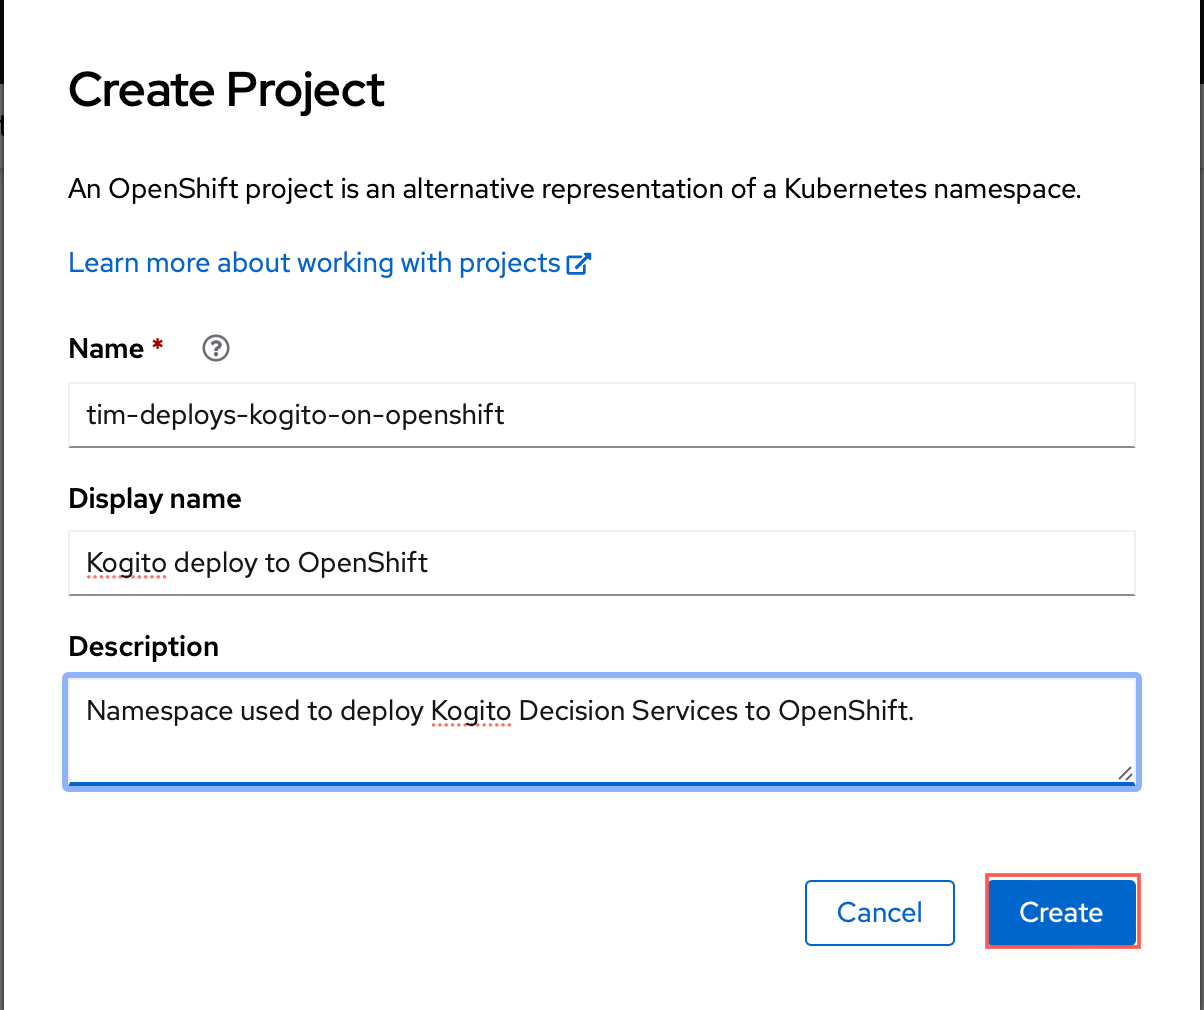 Create Project
An OpenShift project is an alternative representation of a Kubernetes namespace.
Learn more about working with projects
Name *
tim-deploys-kogito-on-openshift
Display name
Kogito deploy to OpenShift
Description
Namespace used to deploy Kogito Decision Services to OpenShift.
Cancel Create